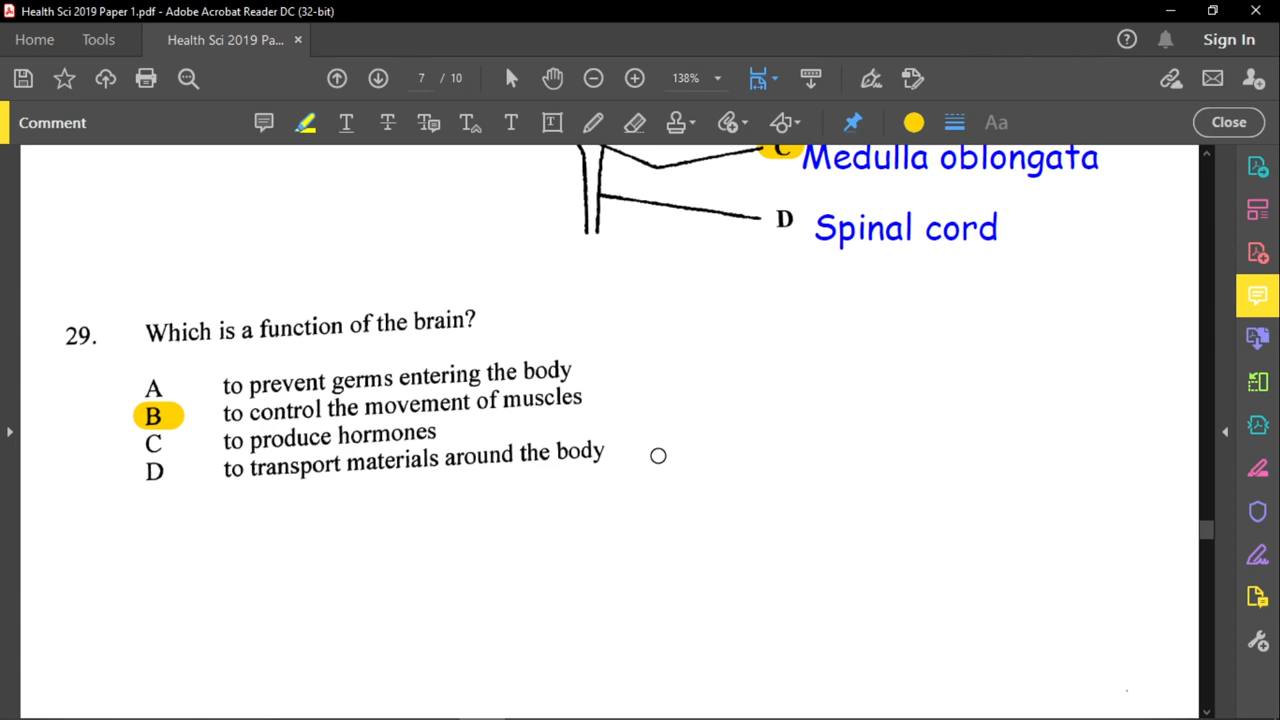 Health Sci 2019 Paper 1.pdf - Adobe Acrobat Reader DC (32-bit)
Home Tools Health Sci 2019 Pa... × Sign In
7 / 10 138%
Comment Aa Close
C Medulla oblongata
D Spinal cord
29. Which is a function of the brain?
A to prevent germs entering the body
B to control the movement of muscles
C to produce hormones
D to transport materials around the body